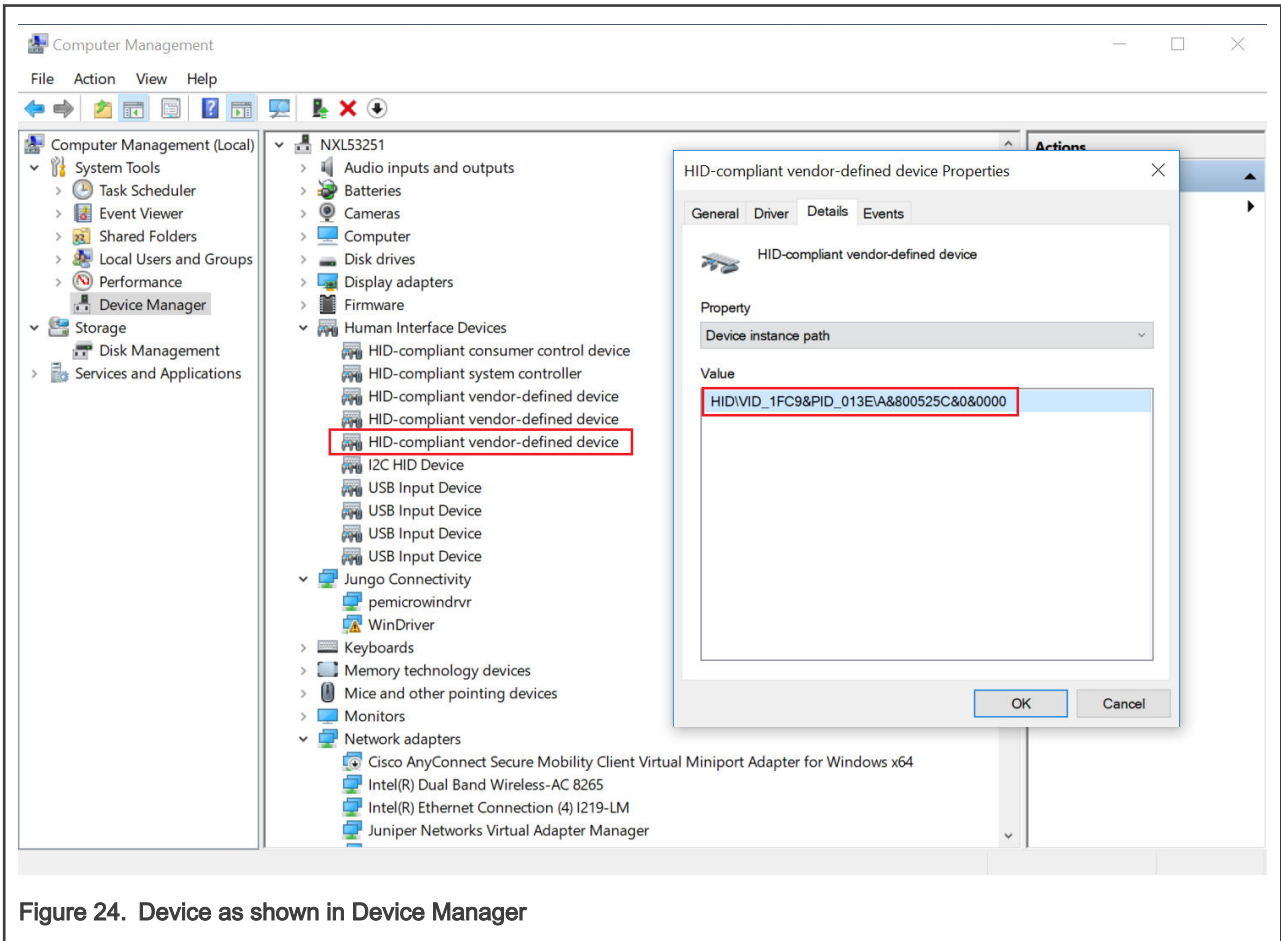 Computer Management
File Action View Help
Computer Management (Local)
System Tools
Task Scheduler
Event Viewer
Shared Folders
Local Users and Groups
Performance
Device Manager
Storage
Disk Management
Services and Applications
NXL53251
Audio inputs and outputs
Batteries
Cameras
Computer
Disk drives
Display adapters
Firmware
Human Interface Devices
HID-compliant consumer control device
HID-compliant system controller
HID-compliant vendor-defined device
HID-compliant vendor-defined device
HID-compliant vendor-defined device
I2C HID Device
USB Input Device
USB Input Device
USB Input Device
USB Input Device
Jungo Connectivity
pemicrowindrvr
WinDriver
Keyboards
Memory technology devices
Mice and other pointing devices
Monitors
Network adapters
Cisco AnyConnect Secure Mobility Client Virtual Miniport Adapter for Windows x64
Intel(R) Dual Band Wireless-AC 8265
Intel(R) Ethernet Connection (4) I219-LM
Juniper Networks Virtual Adapter Manager
Actions
HID-compliant vendor-defined device Properties
General Driver Details Events
HID-compliant vendor-defined device
Property
Device instance path
Value
HID\VID_1FC9&PID_013E\A&800525C&0&0000
OK Cancel
Figure 24. Device as shown in Device Manager